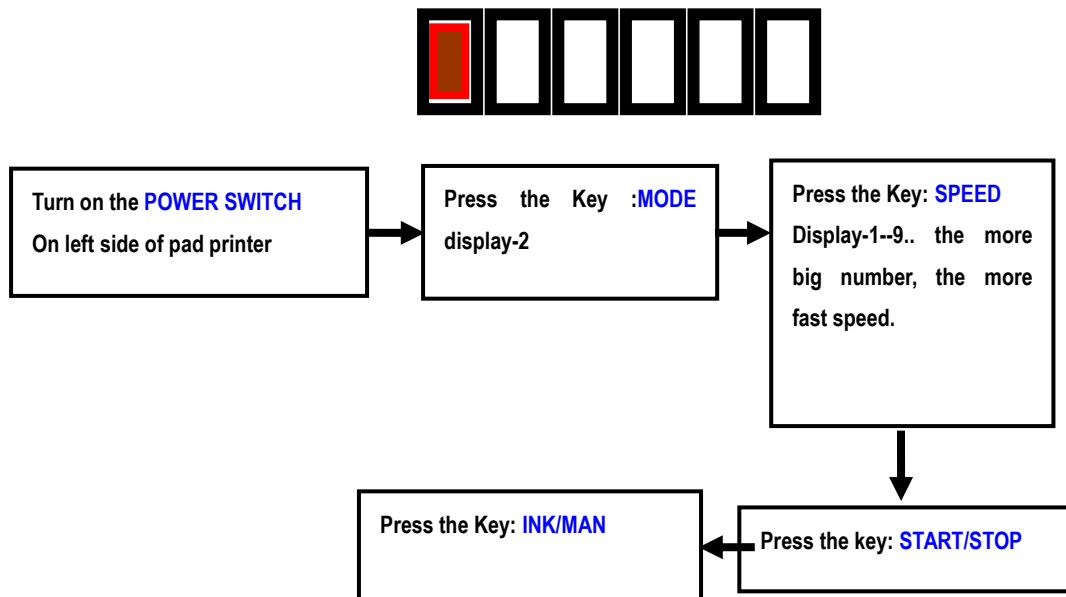 Turn on the POWER SWITCH
On left side of pad printer
Press the Key :MODE
display-2
Press the Key: SPEED
Display-1--9.. the more
big number, the more
fast speed.
Press the key: START/STOP
Press the Key: INK/MAN